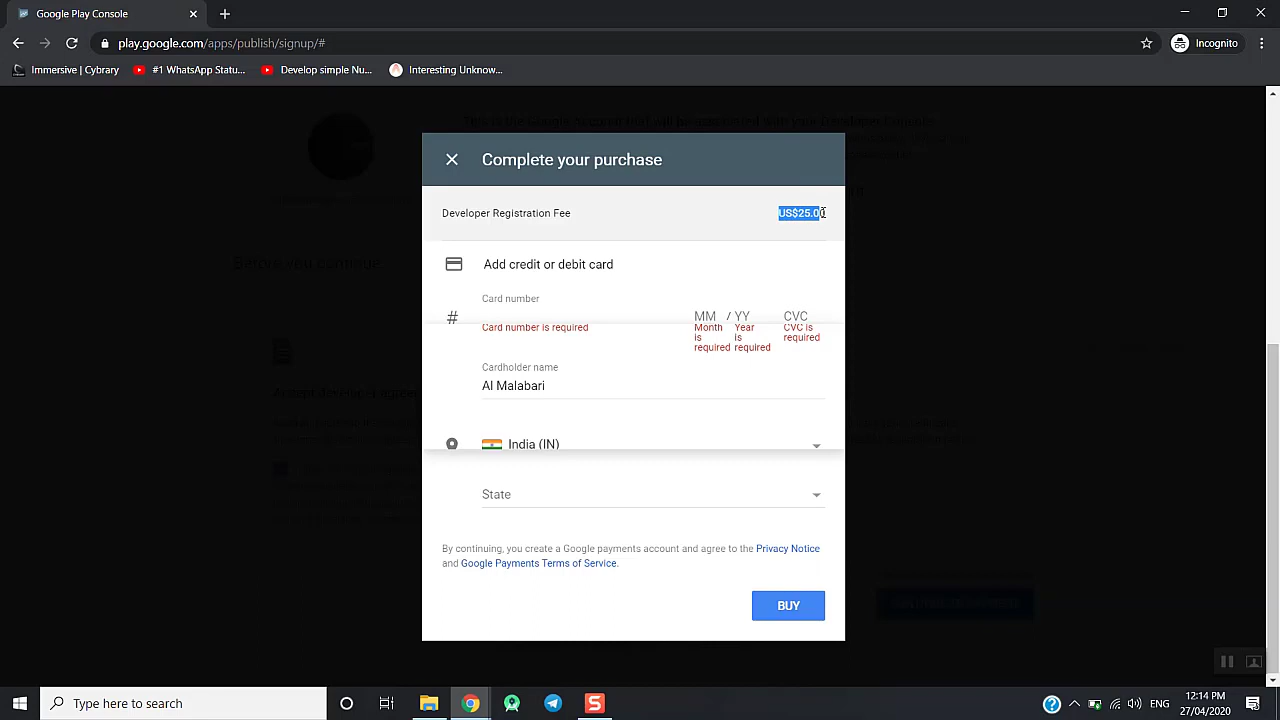 Google Play Console
play.google.com/apps/publish/signup/#
Incognito
Immersive | Cybrary
#1 WhatsApp Statu...
Develop simple Nu...
Interesting Unknow...
Complete your purchase
Developer Registration Fee
US$25.00
Add credit or debit card
Card number
#
MM / YY
CVC
Card number is required
Month is required
Year is required
CVC is required
Cardholder name
Al Malabari
India (IN)
State
By continuing, you create a Google payments account and agree to the Privacy Notice
and Google Payments Terms of Service.
BUY
Before you continue...
Type here to search
ENG
12:14 PM
27/04/2020